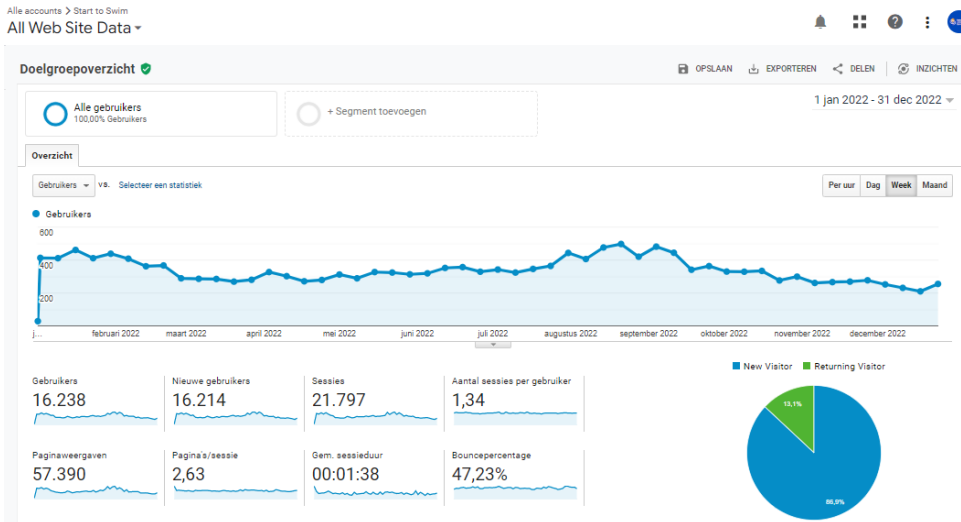 Alle accounts > Start to Swim
All Web Site Data
Doelgroepoverzicht
OPSLAAN EXPORTEREN DELEN INZICHTEN
Alle gebruikers
100,00% Gebruikers
+ Segment toevoegen
1 jan 2022 - 31 dec 2022
Overzicht
Gebruikers vs. Selecteer een statistiek
Per uur Dag Week Maand
Gebruikers
600
400
200
j... februari 2022 maart 2022 april 2022 mei 2022 juni 2022 juli 2022 augustus 2022 september 2022 oktober 2022 november 2022 december 2022
New Visitor Returning Visitor
Gebruikers Nieuwe gebruikers Sessies Aantal sessies per gebruiker
16.238 16.214 21.797 1,34
13,1%
Paginaweergaven Pagina's/sessie Gem. sessieduur Bouncepercentage
57.390 2,63 00:01:38 47,23%
86,9%